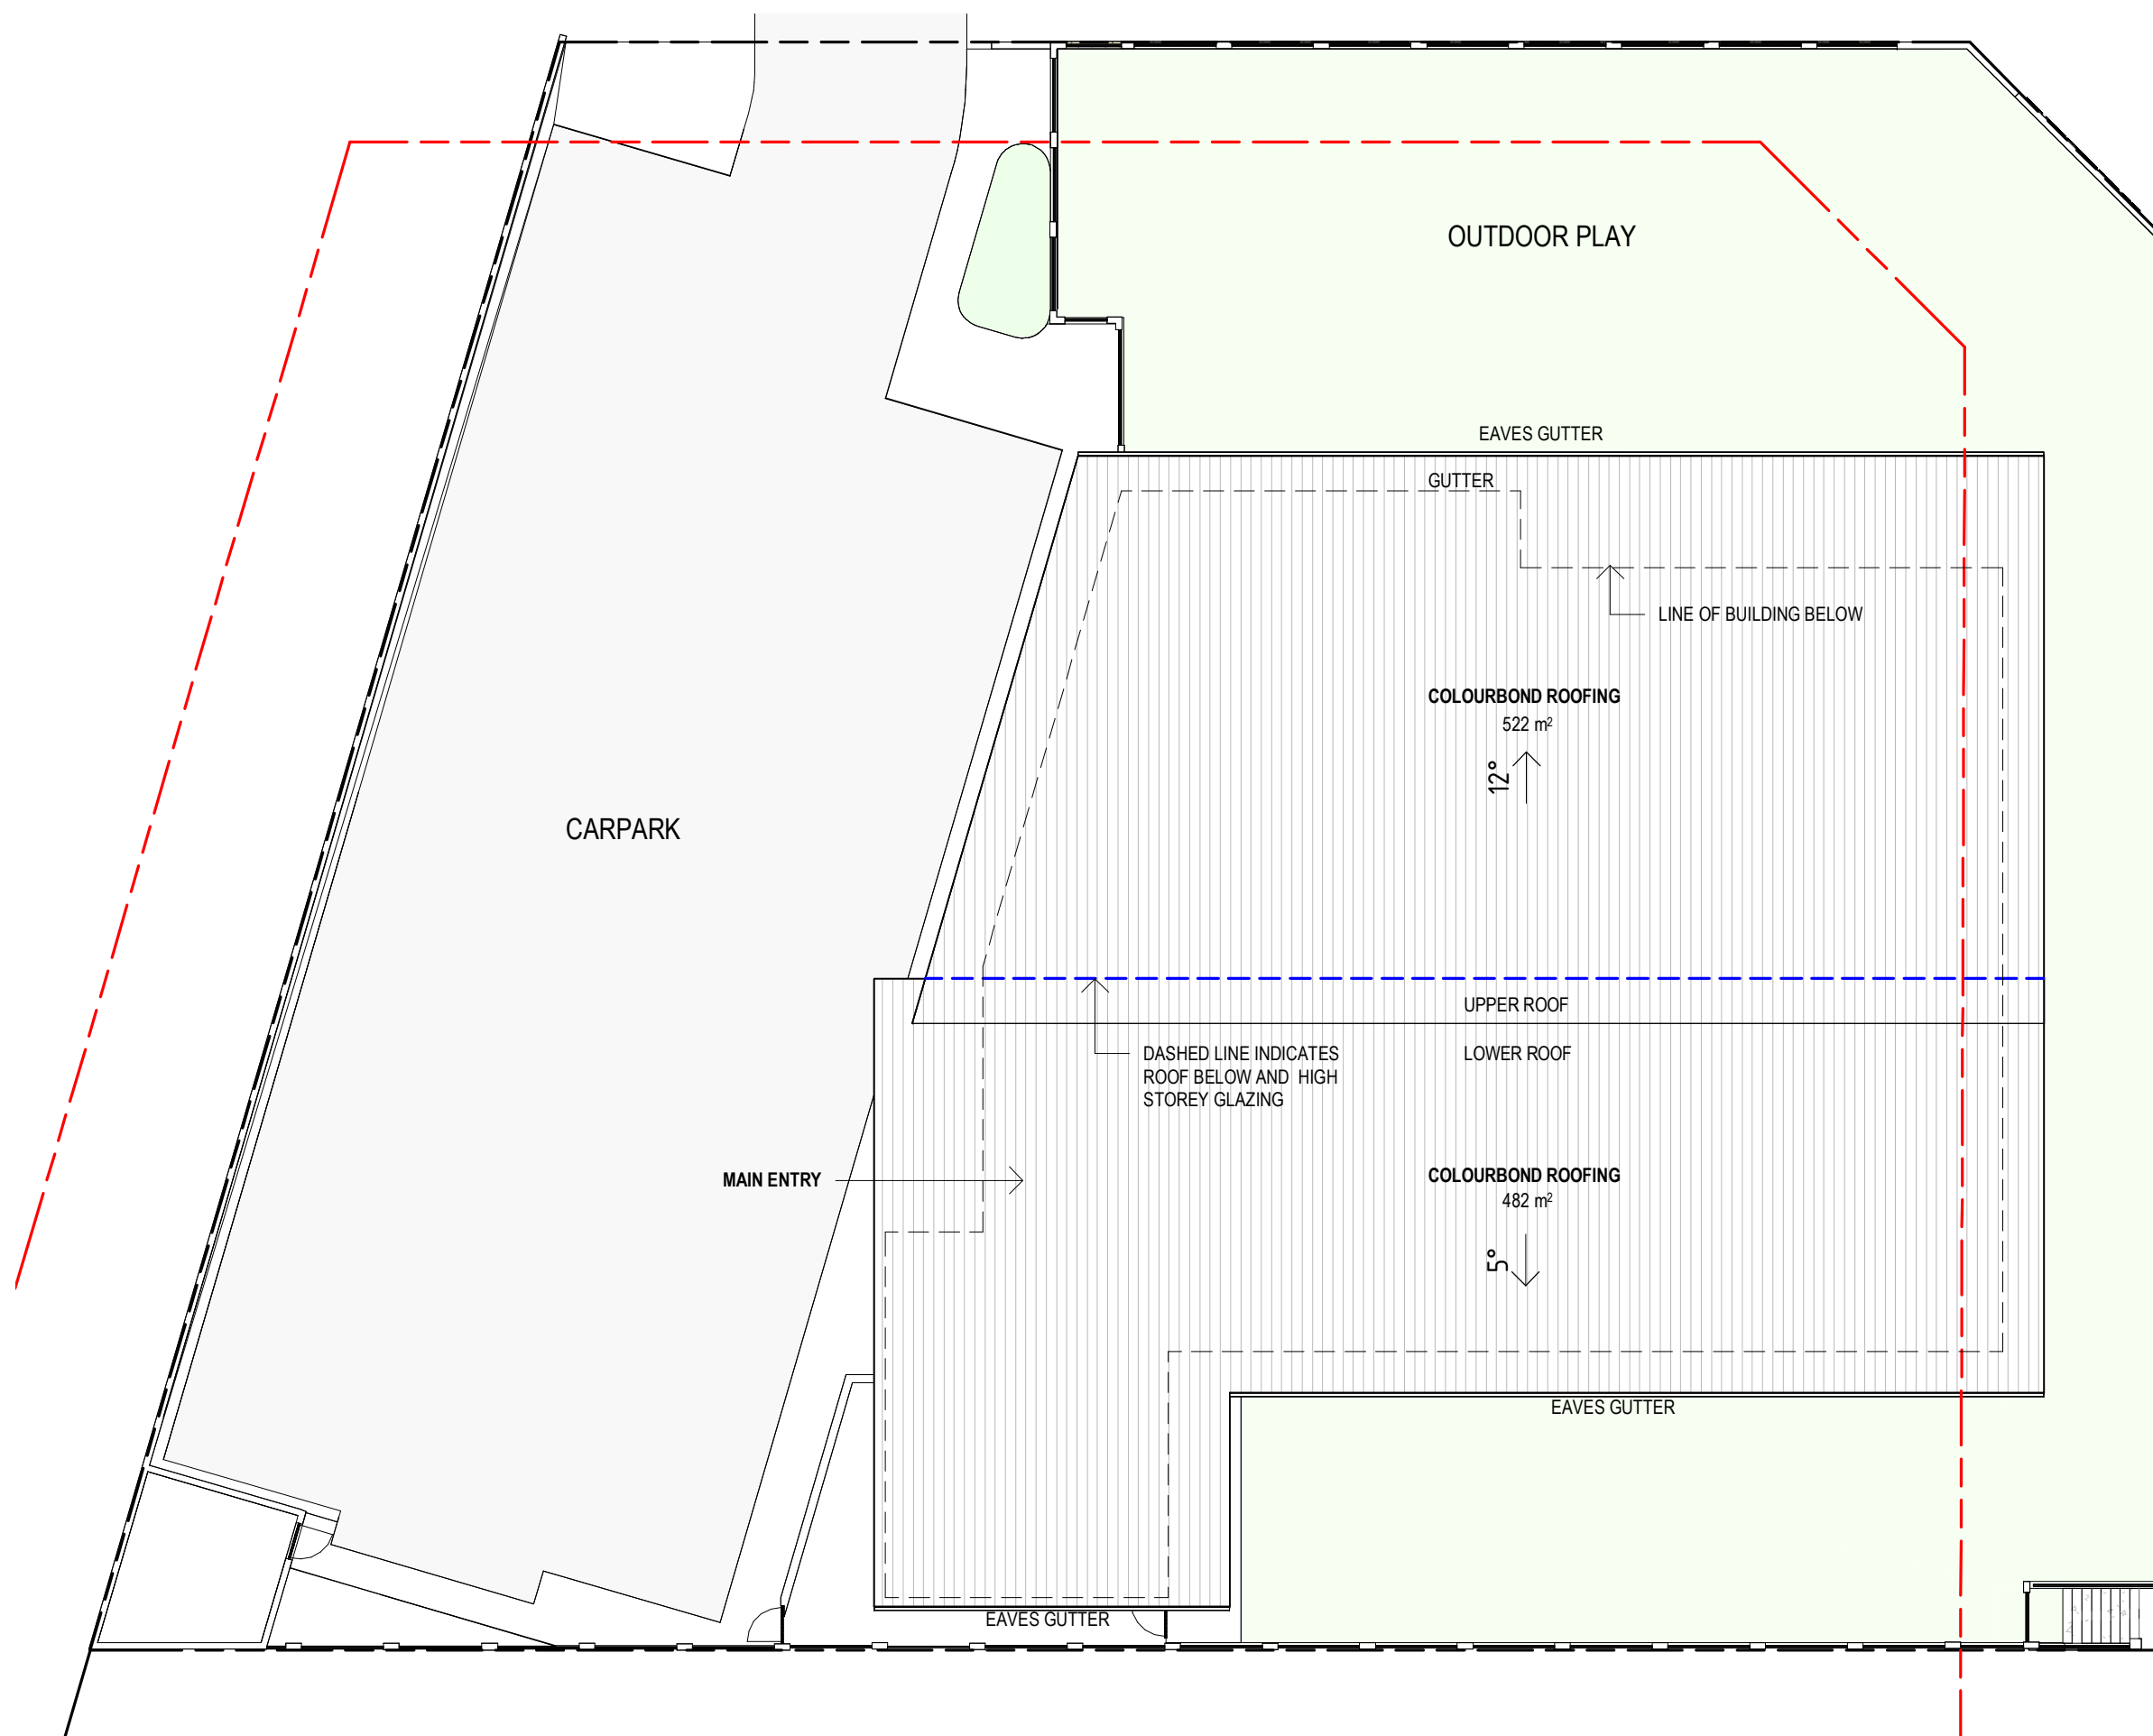 OUTDOOR PLAY
EAVES GUTTER
GUTTER
LINE OF BUILDING BELOW
COLOURBOND ROOFING
522 m²
12°
CARPARK
UPPER ROOF
LOWER ROOF
DASHED LINE INDICATES
ROOF BELOW AND HIGH
STOREY GLAZING
MAIN ENTRY
COLOURBOND ROOFING
482 m²
5°
EAVES GUTTER
EAVES GUTTER